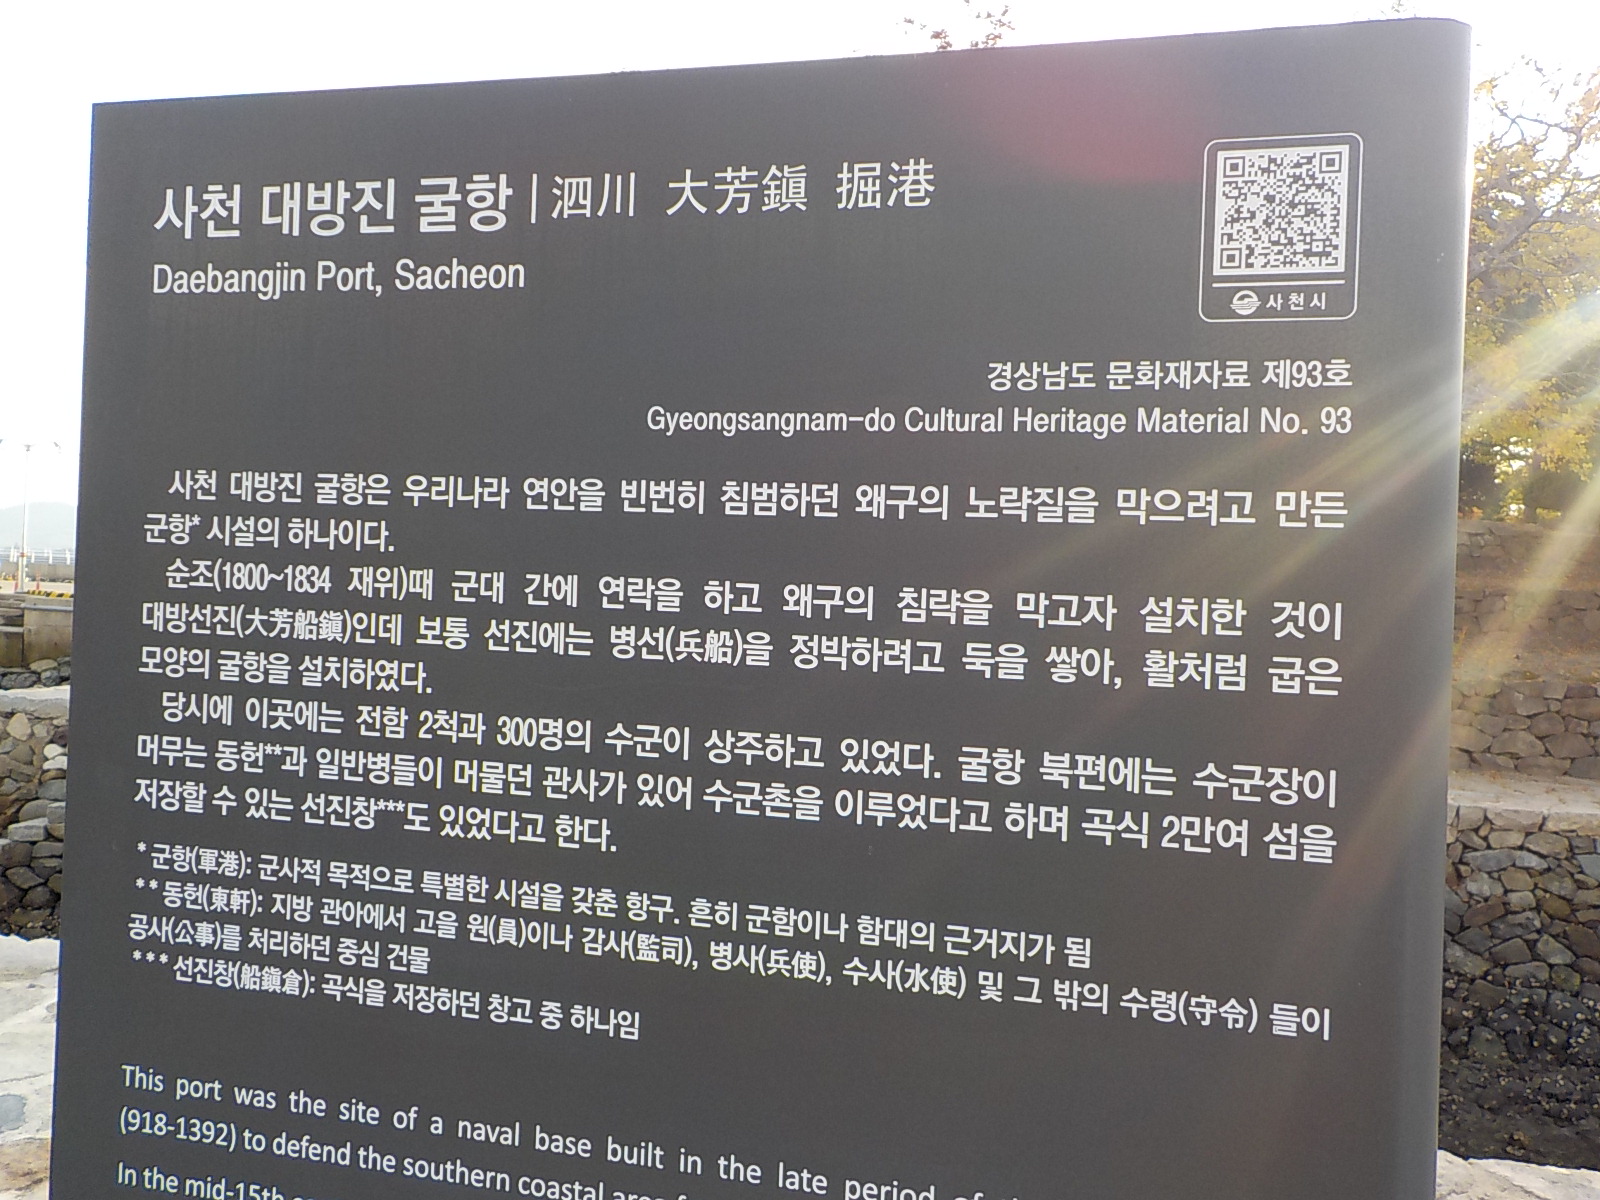 사천 대방진 굴항 | 泗川 大芳鎭 掘港
Daebangjin Port, Sacheon
사천시
경상남도 문화재자료 제93호
Gyeongsangnam-do Cultural Heritage Material No. 93
사천 대방진 굴항은 우리나라 연안을 빈번히 침범하던 왜구의 노략질을 막으려고 만든
군항* 시설의 하나이다.
순조(1800~1834 재위)때 군대 간에 연락을 하고 왜구의 침략을 막고자 설치한 것이
대방선진(大芳船鎭)인데 보통 선진에는 병선(兵船)을 정박하려고 둑을 쌓아, 활처럼 굽은
모양의 굴항을 설치하였다.
당시에 이곳에는 전함 2척과 300명의 수군이 상주하고 있었다. 굴항 북편에는 수군장이
머무는 동헌**과 일반병들이 머물던 관사가 있어 수군촌을 이루었다고 하며 곡식 2만여 섬을
저장할 수 있는 선진창***도 있었다고 한다.
* 군항(軍港): 군사적 목적으로 특별한 시설을 갖춘 항구. 흔히 군함이나 함대의 근거지가 됨
** 동헌(東軒): 지방 관아에서 고을 원(員)이나 감사(監司), 병사(兵使), 수사(水使) 및 그 밖의 수령(守令) 들이
공사(公事)를 처리하던 중심 건물
*** 선진창(船鎭倉): 곡식을 저장하던 창고 중 하나임
This port was the site of a naval base built in the late period of
(918-1392) to defend the southern coastal area
In the mid-15th